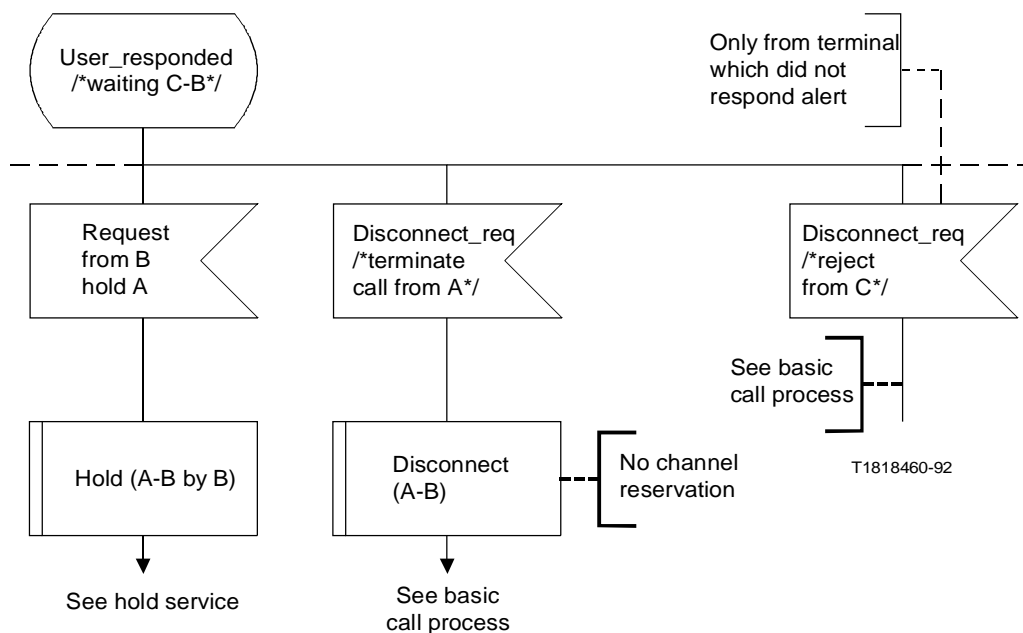 User_responded
/*waiting C-B*/
Only from terminal
which did not
respond alert
Request
from B
hold A
Disconnect_req
/*terminate
call from A*/
Disconnect_req
/*reject
from C*/
See basic
call process
Hold (A-B by B)
Disconnect
(A-B)
No channel
reservation
T1818460-92
See hold service
See basic
call process